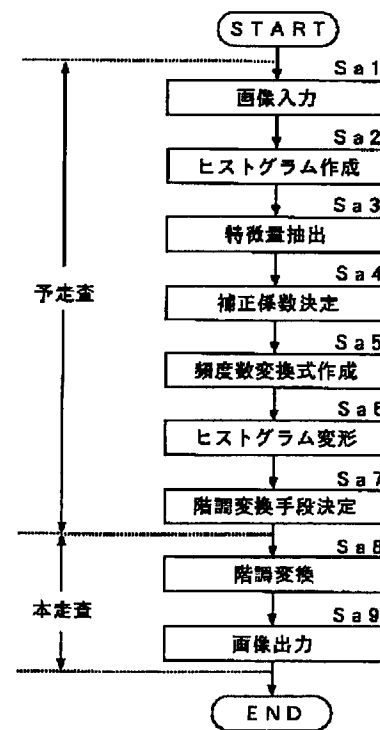 START
Sa1
画像入力
Sa2
ヒストグラム作成
Sa3
特徴量抽出
Sa4
補正係数決定
予走査
Sa5
頻度数変換式作成
Sa6
ヒストグラム変形
Sa7
階調変換手段決定
Sa8
階調変換
本走査
Sa9
画像出力
END